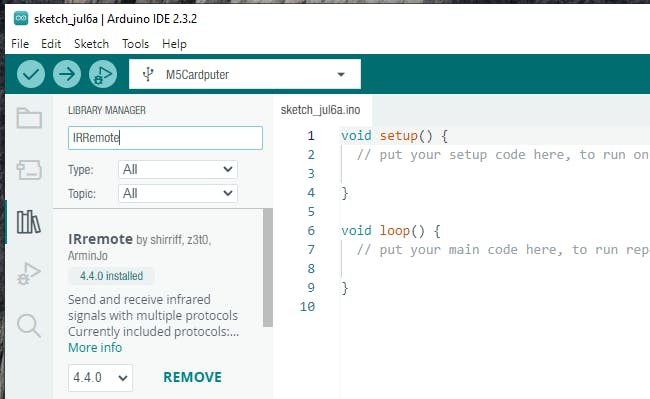 sketch_jul6a | Arduino IDE 2.3.2
File Edit Sketch Tools Help
M5Cardputer
LIBRARY MANAGER
IRRemote
Type: All
Topic: All
IRremote by shirriff, z3t0,
ArminJo
4.4.0 installed
Send and receive infrared
signals with multiple protocols
Currently included protocols:...
More info
4.4.0 REMOVE
sketch_jul6a.ino
1 void setup() {
2 // put your setup code here, to run on
3
4 }
5
6 void loop() {
7 // put your main code here, to run rep
8
9 }
10